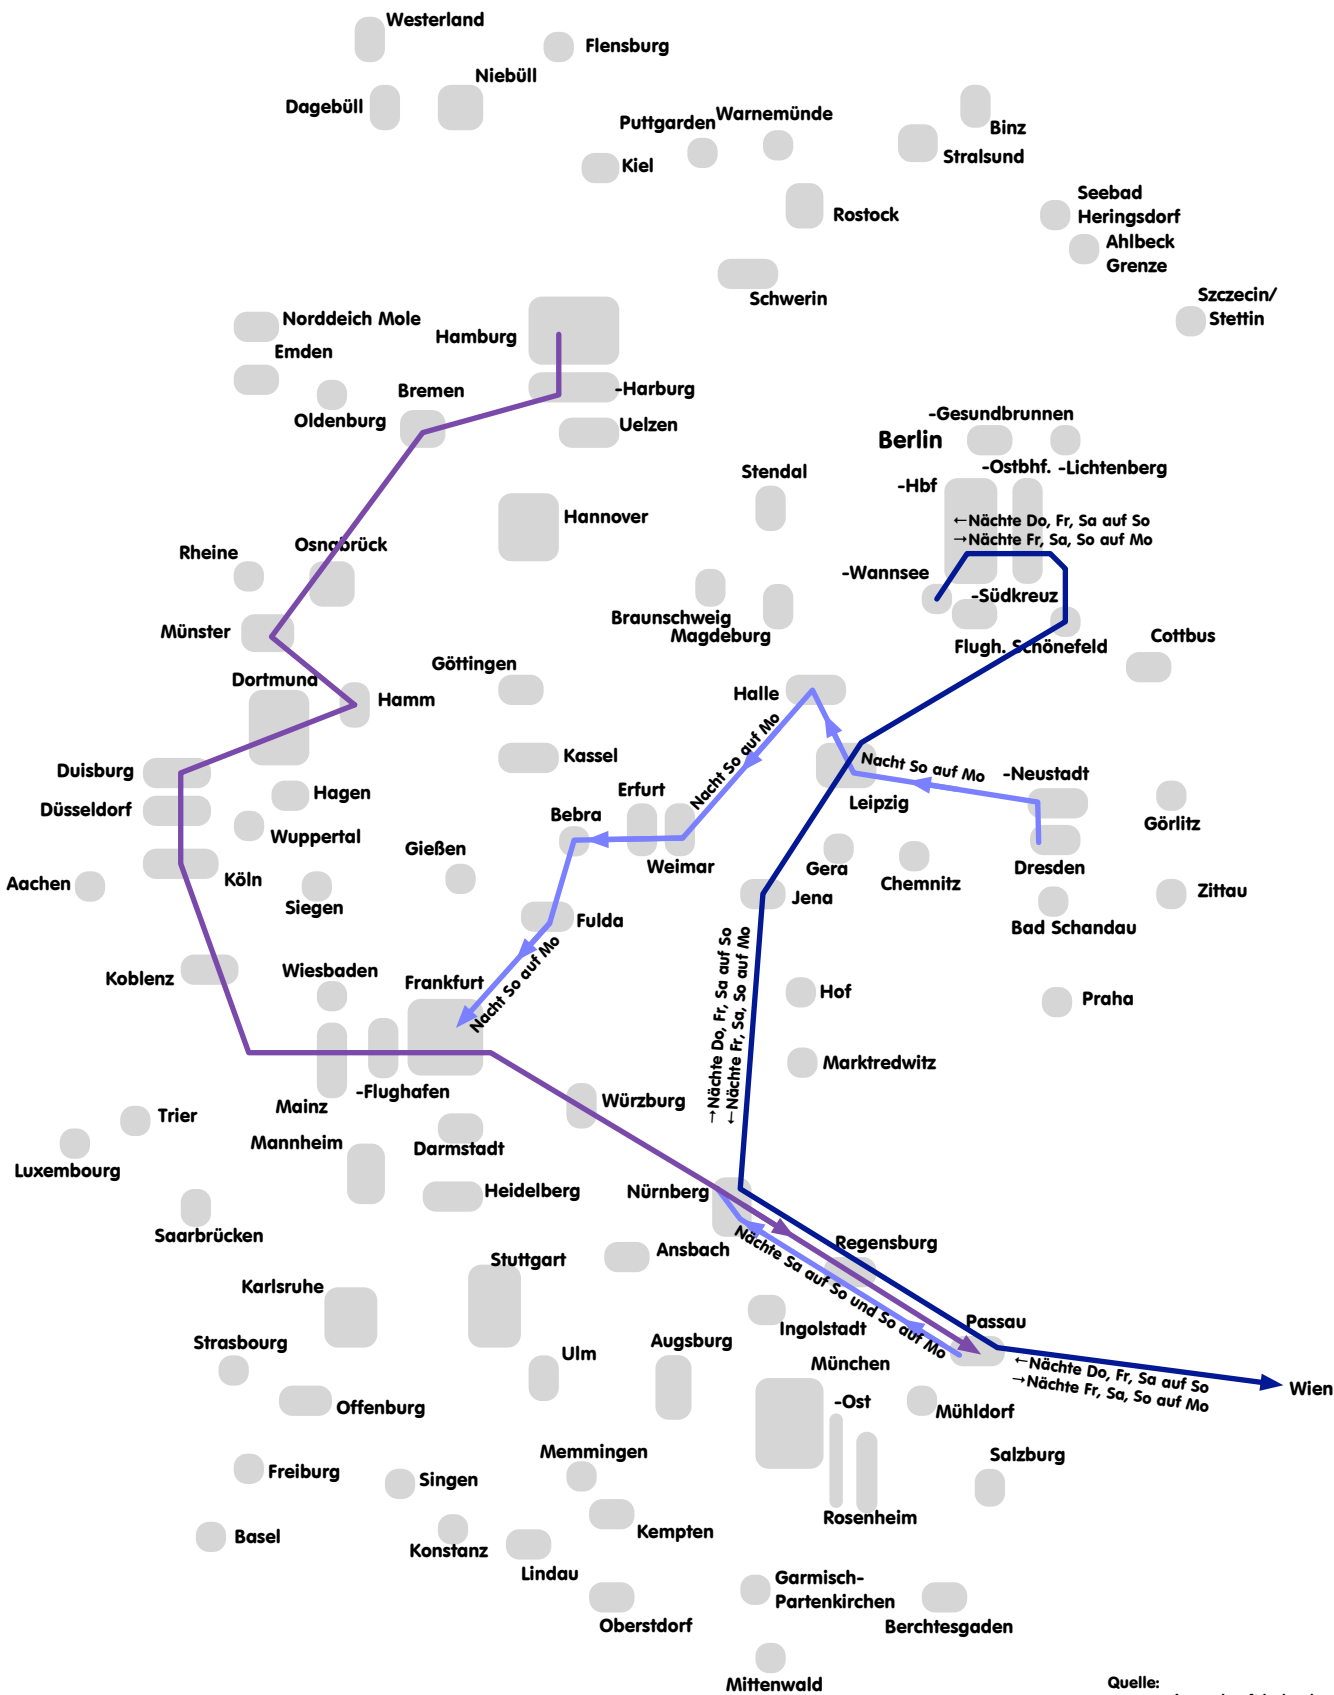 Westerland
Flensburg
Niebüll
Dagebüll
Puttgarden
Warnemünde
Binz
Stralsund
Kiel
Seebad
Heringsdorf
Rostock
Ahlbeck
Grenze
Schwerin
Szczecin/
Stettin
Norddeich Mole
Hamburg
Emden
Bremen
-Harburg
Oldenburg
Uelzen
-Gesundbrunnen
Berlin
-Ostbhf.
-Lichtenberg
Stendal
-Hbf
Hannover
←Nächte Do, Fr, Sa auf So
→Nächte Fr, Sa, So auf Mo
Osnabrück
Rheine
-Wannsee
-Südkreuz
Braunschweig
Magdeburg
Münster
Flugh. Schönefeld
Cottbus
Göttingen
Dortmund
Hamm
Halle
Nacht So auf Mo
Kassel
Duisburg
Nacht So auf Mo
-Neustadt
Hagen
Erfurt
Düsseldorf
Leipzig
Bebra
Görlitz
Wuppertal
Gießen
Weimar
Gera
Dresden
Aachen
Köln
Chemnitz
Siegen
Jena
Zittau
Fulda
Bad Schandau
Nacht So auf Mo
→Nächte Do, Fr, Sa auf So
←Nächte Fr, Sa, So auf Mo
Koblenz
Wiesbaden
Frankfurt
Hof
Praha
Marktredwitz
-Flughafen
Mainz
Würzburg
Trier
Mannheim
Darmstadt
Luxembourg
Heidelberg
Nürnberg
Saarbrücken
Nächte Sa auf So und So auf Mo
Regensburg
Ansbach
Stuttgart
Karlsruhe
Ingolstadt
Passau
Strasbourg
Augsburg
Ulm
München
←Nächte Do, Fr, Sa auf So
→Nächte Fr, Sa, So auf Mo
Wien
Offenburg
-Ost
Mühldorf
Memmingen
Salzburg
Freiburg
Singen
Rosenheim
Kempten
Basel
Konstanz
Lindau
Garmisch-
Partenkirchen
Oberstdorf
Berchtesgaden
Mittenwald
Quelle: